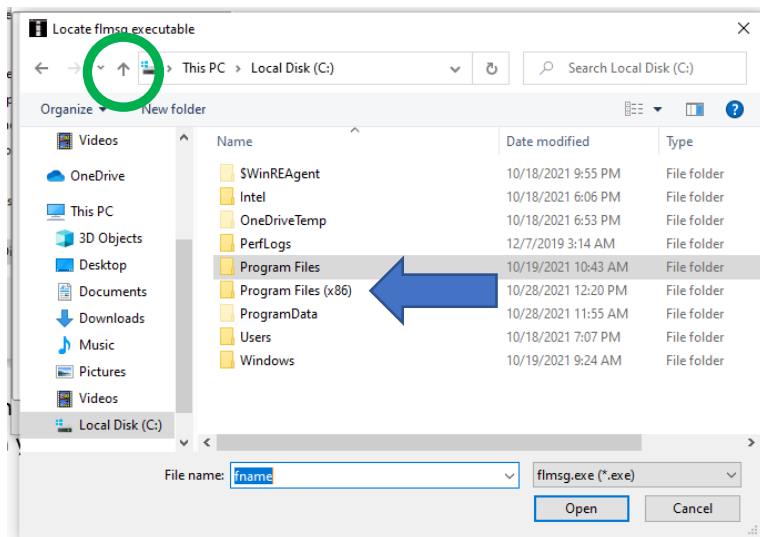 Locate flmsg executable
This PC > Local Disk (C:)
Search Local Disk (C:)
Organize
New folder
?
Videos
OneDrive
This PC
3D Objects
Desktop
Documents
Downloads
Music
Pictures
Videos
Local Disk (C:)
Name Date modified Type
$WinREAgent 10/18/2021 9:55 PM File folder
Intel 10/18/2021 6:06 PM File folder
OneDriveTemp 10/18/2021 6:53 PM File folder
PerfLogs 12/7/2019 3:14 AM File folder
Program Files 10/19/2021 10:43 AM File folder
Program Files (x86) 10/28/2021 12:20 PM File folder
ProgramData 10/28/2021 11:55 AM File folder
Users 10/18/2021 7:07 PM File folder
Windows 10/19/2021 9:24 AM File folder
File name: fname
flmsg.exe (*.exe)
Open Cancel